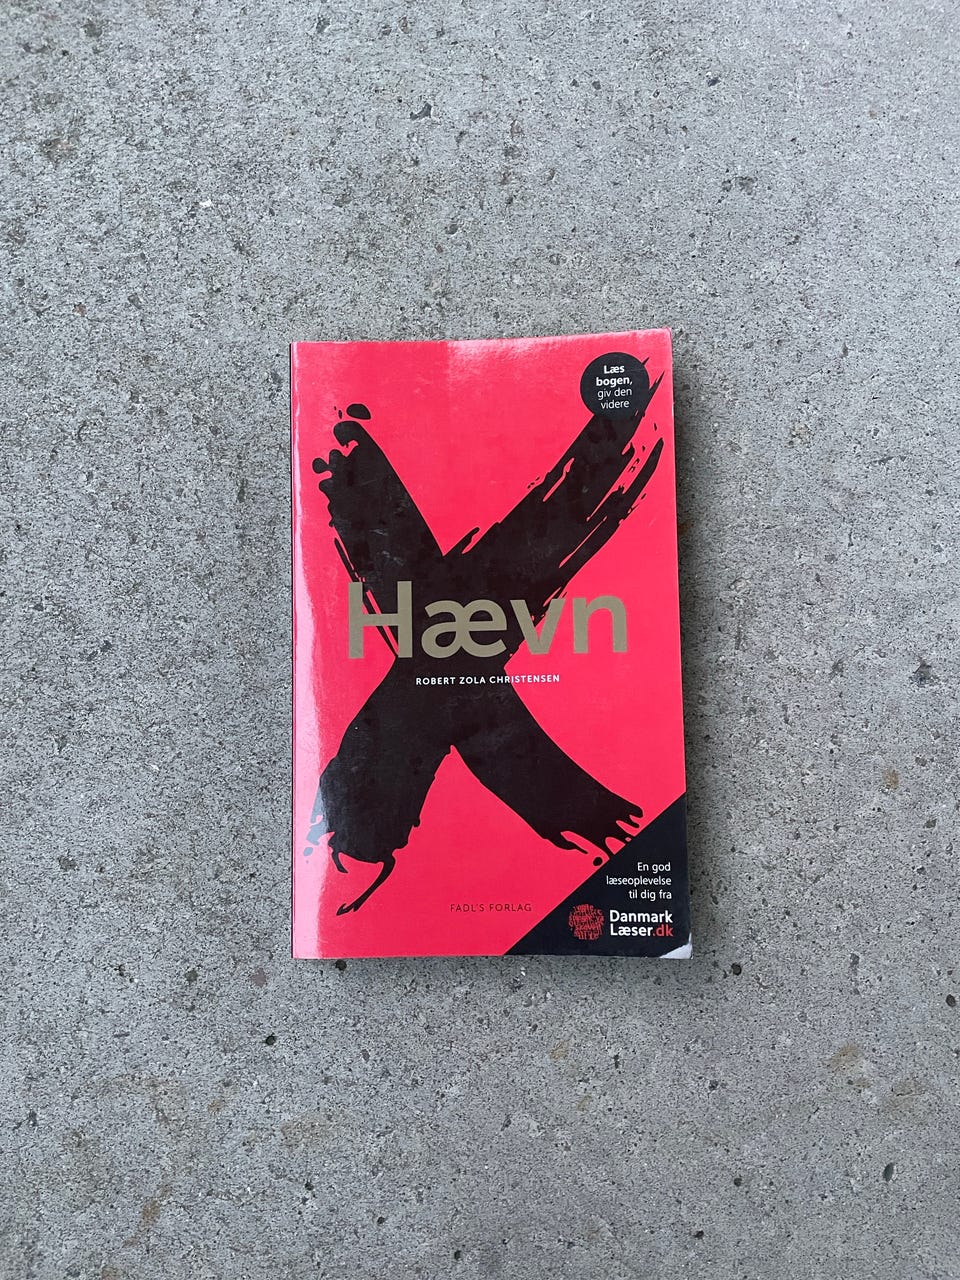 Læs
bogen,
giv den
videre
Hævn
ROBERT ZOLA CHRISTENSEN
En god
læseoplevelse
til dig fra
FADL'S FORLAG
Danmark
Læser.dk